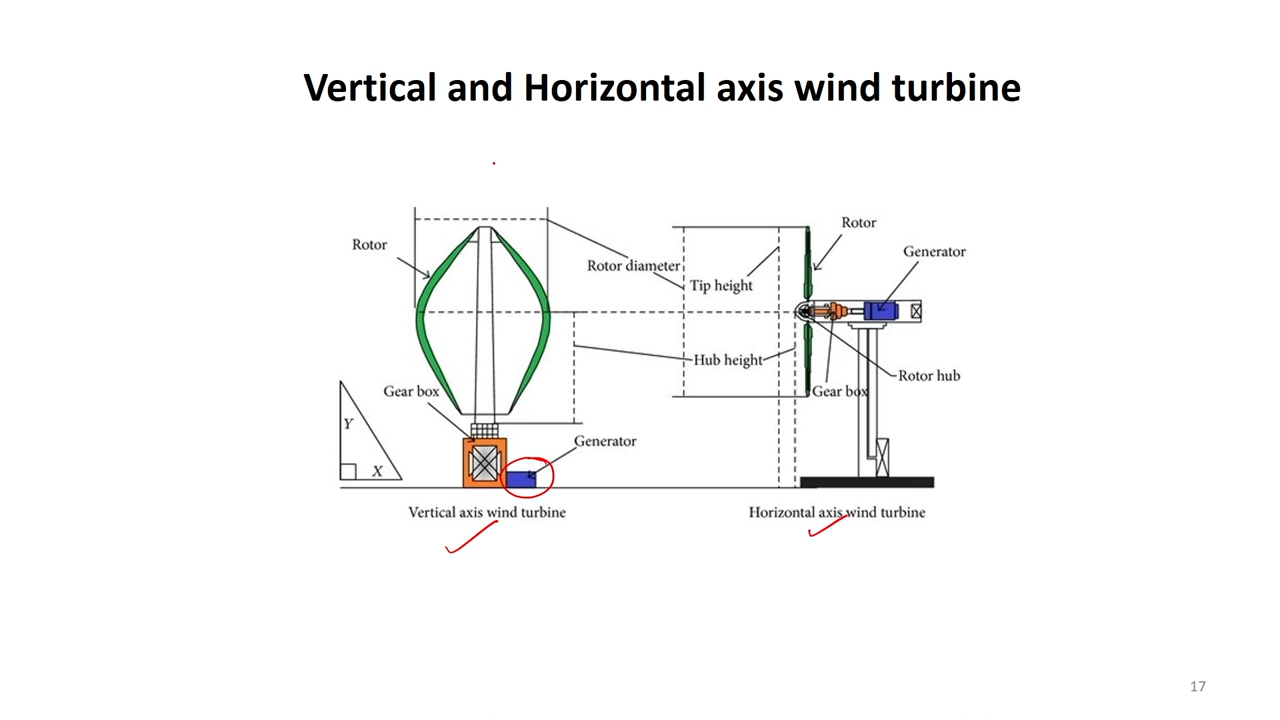 Vertical and Horizontal axis wind turbine
Rotor
Rotor diameter
Tip height
Rotor
Generator
Hub height
Rotor hub
Gear box
Gear box
Y
X
Generator
Vertical axis wind turbine
Horizontal axis wind turbine
17